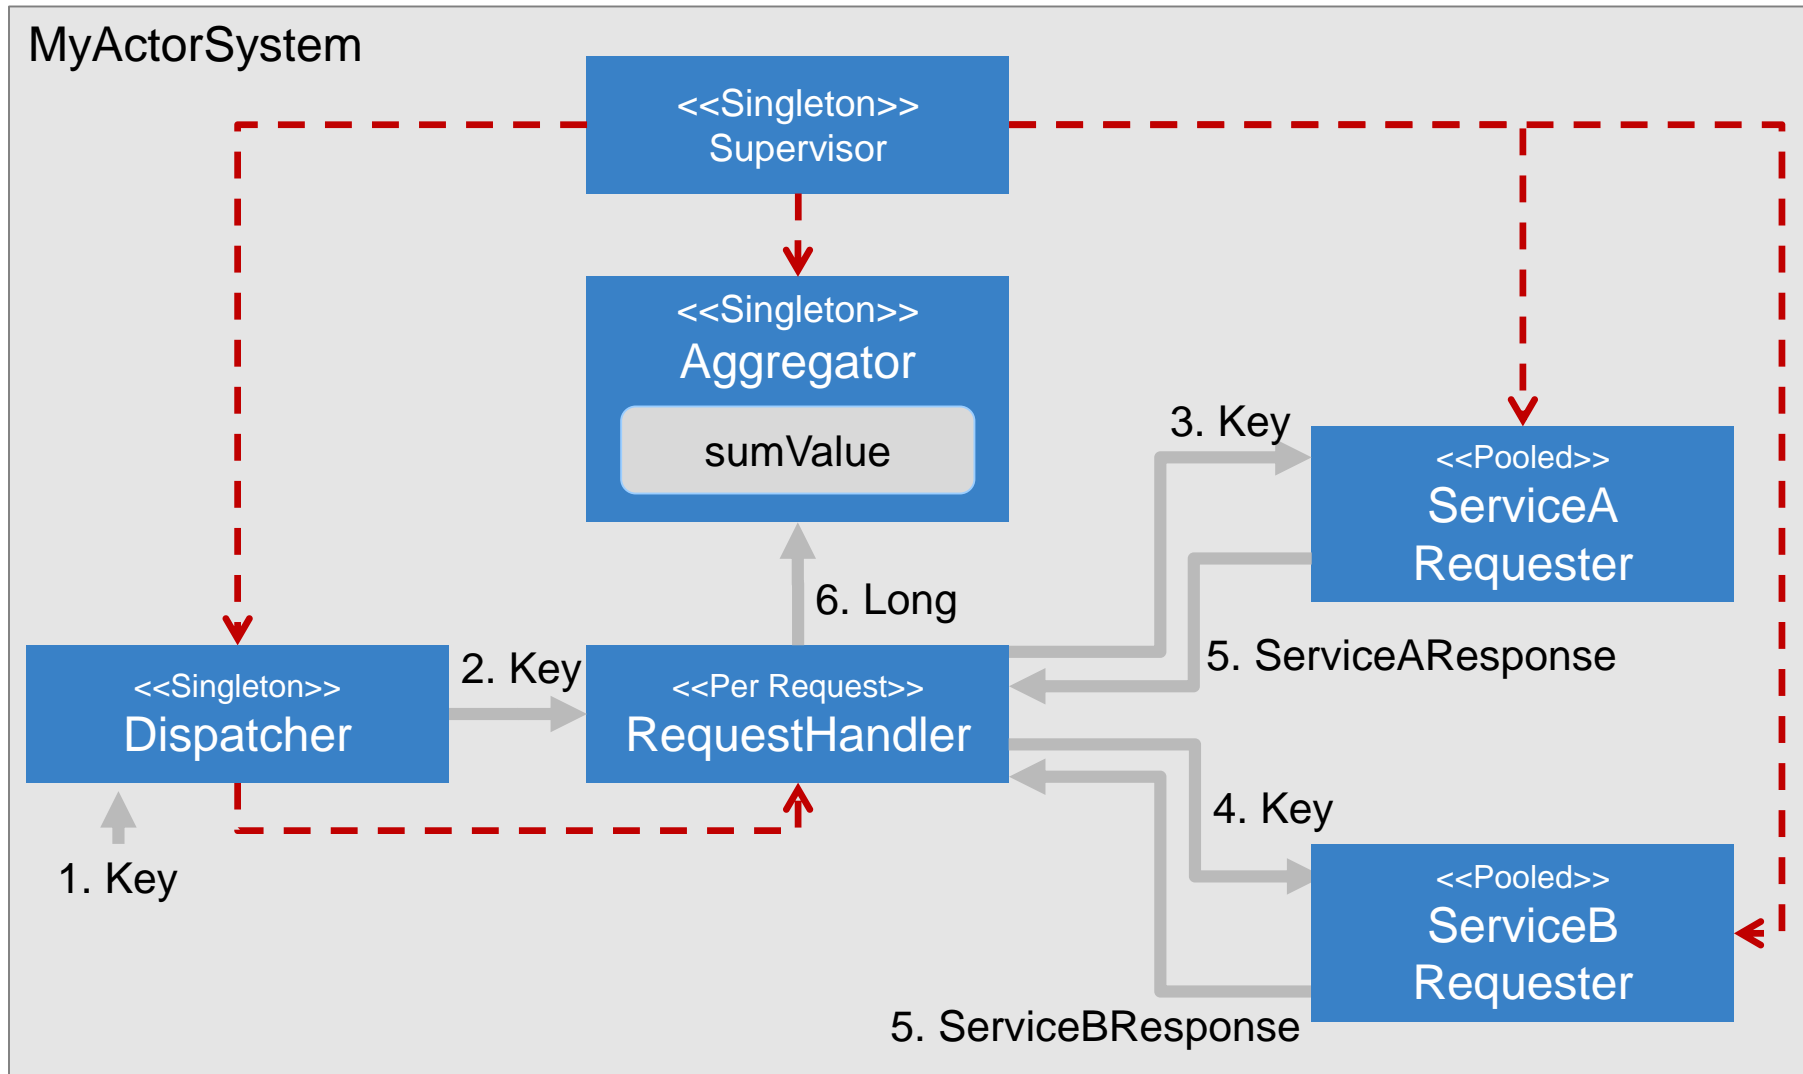 MyActorSystem
<<Singleton>>
Supervisor
<<Singleton>>
Aggregator
sumValue
3. Key
<<Pooled>>
ServiceA
Requester
6. Long
5. ServiceAResponse
2. Key
<<Singleton>>
Dispatcher
<<Per Request>>
RequestHandler
4. Key
1. Key
<<Pooled>>
ServiceB
Requester
5. ServiceBResponse